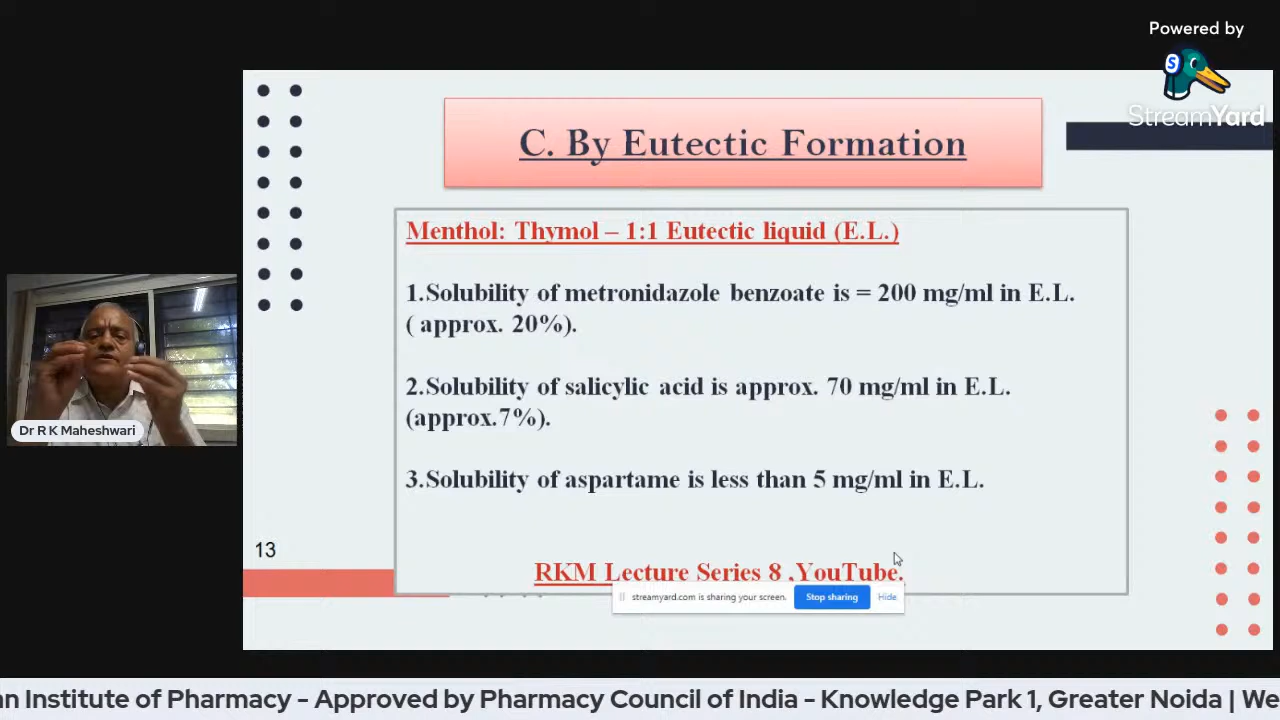 Powered by
S
StreamYard
C. By Eutectic Formation
Menthol: Thymol – 1:1 Eutectic liquid (E.L.)
1.Solubility of metronidazole benzoate is = 200 mg/ml in E.L.
( approx. 20%).
2.Solubility of salicylic acid is approx. 70 mg/ml in E.L.
(approx.7%).
3.Solubility of aspartame is less than 5 mg/ml in E.L.
Dr R K Maheshwari
13
RKM Lecture Series 8 ,YouTube.
streamyard.com is sharing your screen.
Stop sharing
Hide
Institute of Pharmacy - Approved by Pharmacy Council of India - Knowledge Park 1, Greater Noida |